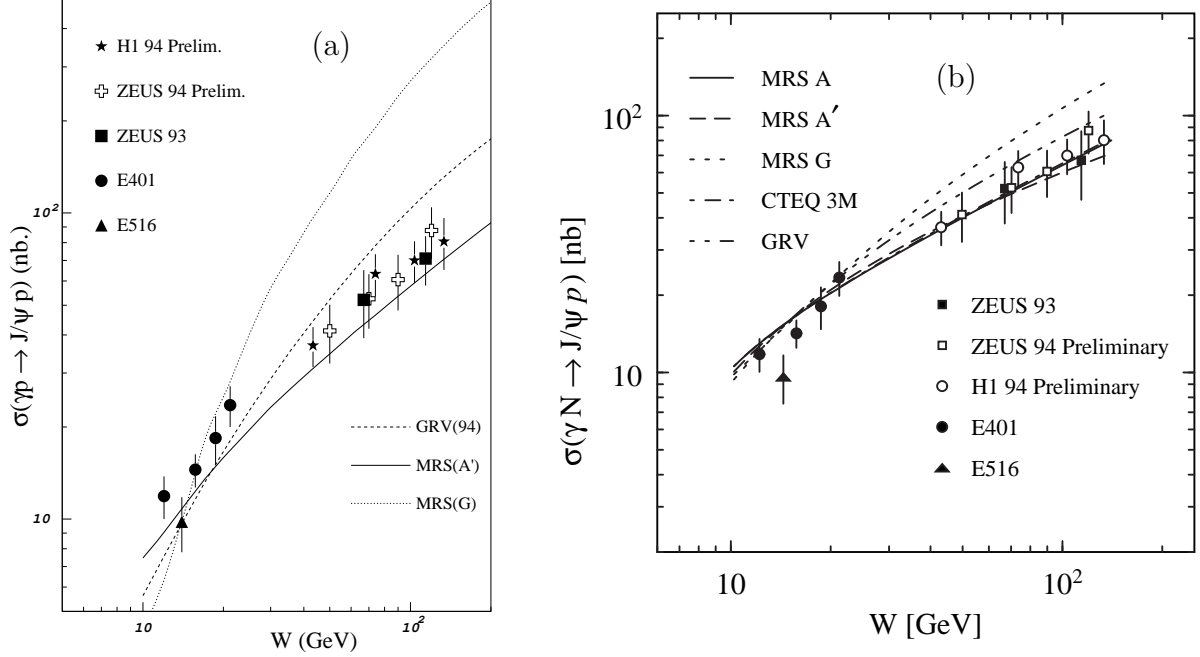 (a)
H1 94 Prelim.
ZEUS 94 Prelim.
ZEUS 93
E401
E516
σ(γp → J/ψ p) (nb.)
10²
10
GRV(94)
MRS(A')
MRS(G)
10
10²
W (GeV)
(b)
MRS A
MRS A′
MRS G
CTEQ 3M
GRV
σ(γ N → J/ψ p) [nb]
10²
10
ZEUS 93
ZEUS 94 Preliminary
H1 94 Preliminary
E401
E516
10
10²
W [GeV]